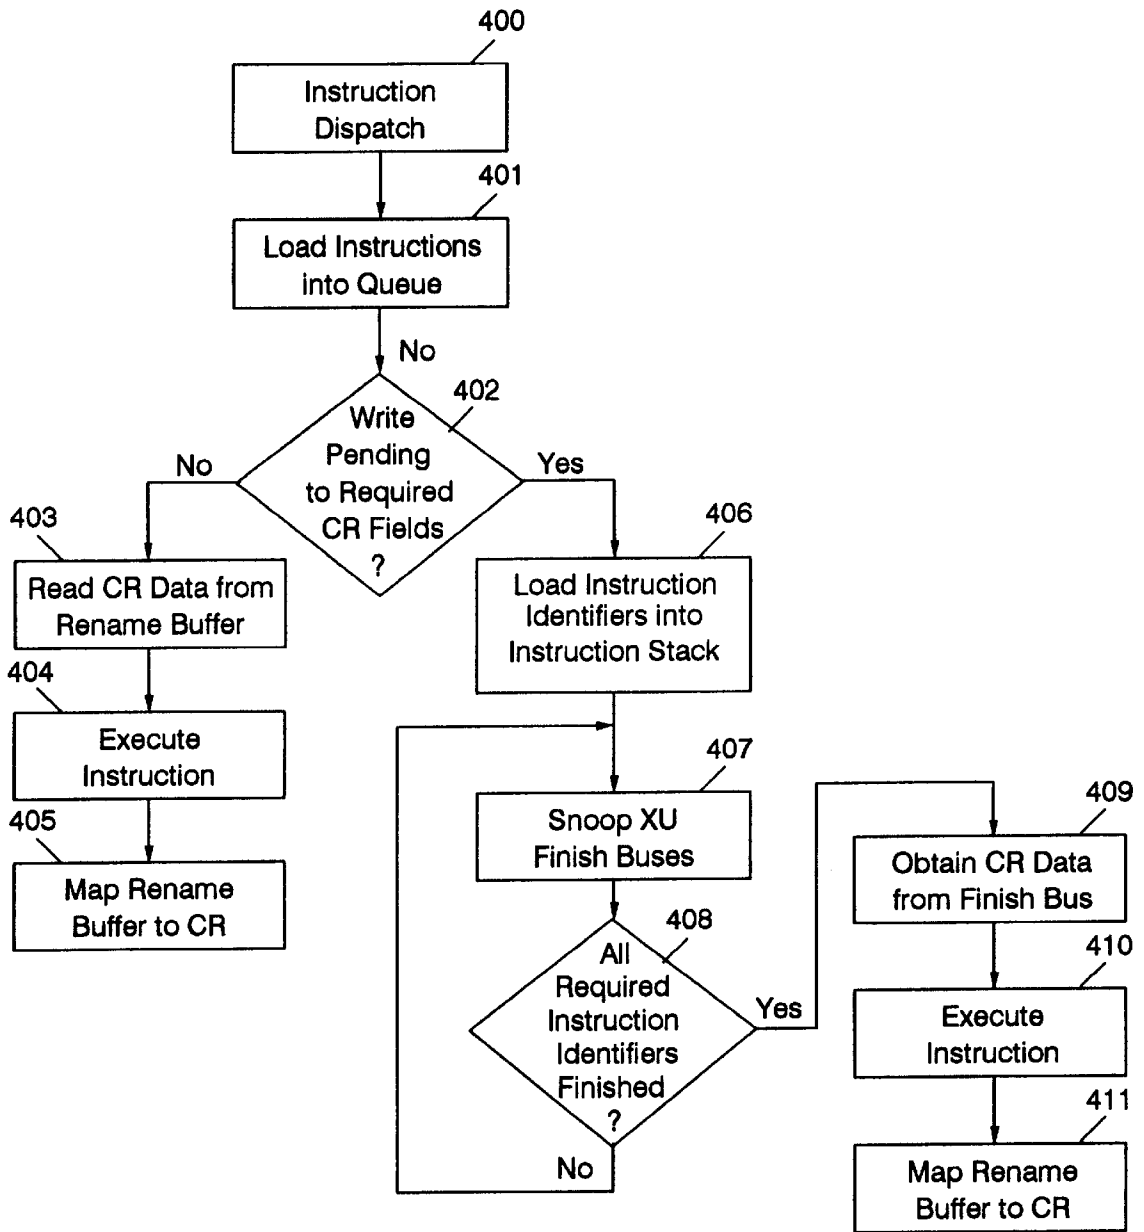 400
Instruction
Dispatch
401
Load Instructions
into Queue
No
402
Write
Pending
to Required
CR Fields
?
No
Yes
403
Read CR Data from
Rename Buffer
404
Execute
Instruction
405
Map Rename
Buffer to CR
406
Load Instruction
Identifiers into
Instruction Stack
407
Snoop XU
Finish Buses
408
All
Required
Instruction
Identifiers
Finished
?
Yes
No
409
Obtain CR Data
from Finish Bus
410
Execute
Instruction
411
Map Rename
Buffer to CR